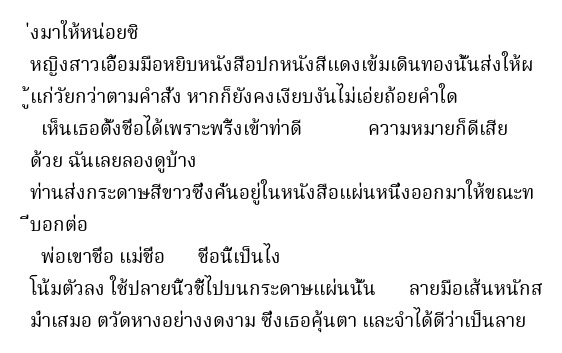 ่งมาให้หน่อยซิ
หญิงสาวเอื้อมมือหยิบหนังสือปกหนังสีแดงเข้มเดินทองนั้นส่งให้ผ
ู้แก่วัยกว่าตามคำสั่ง หากก็ยังคงเงียบงันไม่เอ่ยถ้อยคำใด
เห็นเธอตั้งชื่อได้เพราะพริ้งเข้าท่าดี ความหมายก็ดีเสีย
ด้วย ฉันเลยลองดูบ้าง
ท่านส่งกระดาษสีขาวซึ่งคั่นอยู่ในหนังสือแผ่นหนึ่งออกมาให้ขณะท
ี่บอกต่อ
พ่อเขาชื่อ แม่ชื่อ ชื่อนี้เป็นไง
โน้มตัวลง ใช้ปลายนิ้วชี้ไปบนกระดาษแผ่นนั้น ลายมือเส้นหนักส
ม่ำเสมอ ตวัดหางอย่างงดงาม ซึ่งเธอคุ้นตา และจำได้ดีว่าเป็นลาย